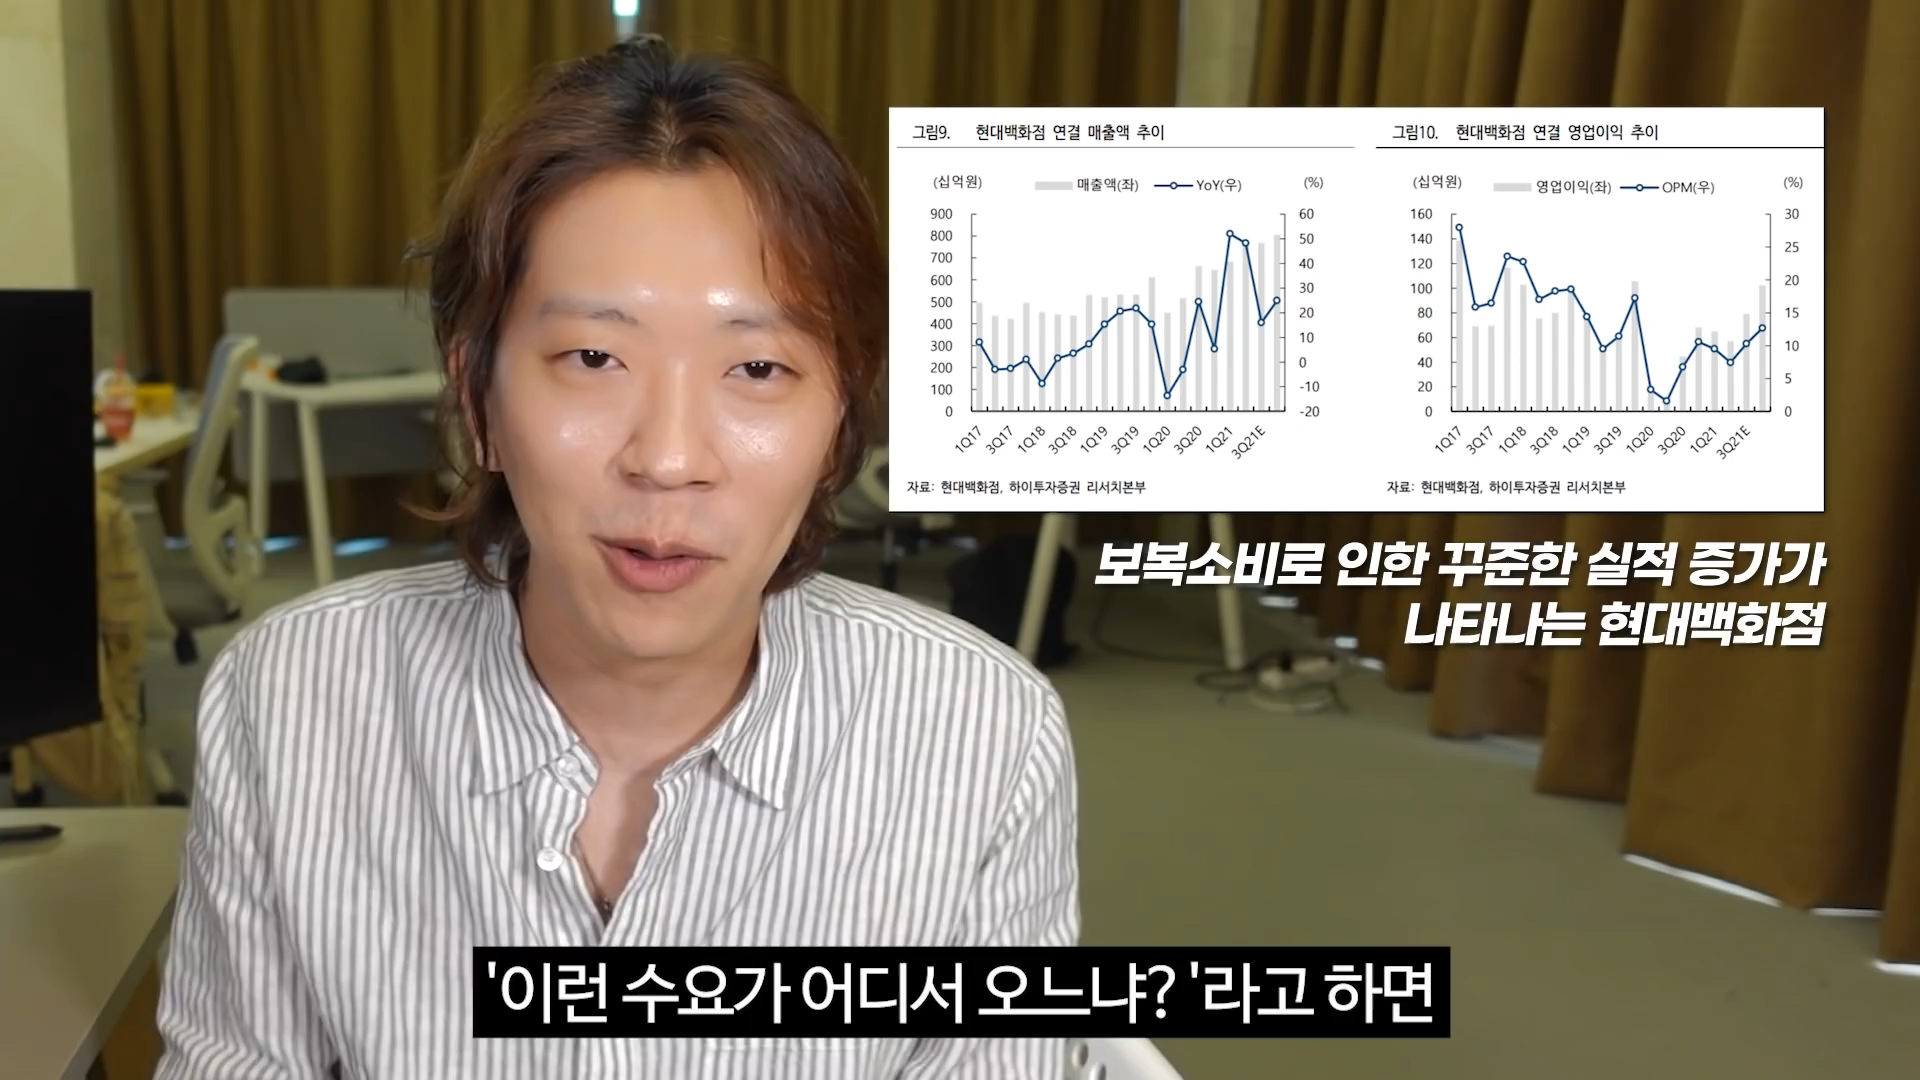 그림9. 현대백화점 연결 매출액 추이
(십억원) 매출액(좌) YoY(우) (%)
900 60
800 50
700 40
600 30
500 20
400 10
300 0
200 -10
100 -20
0
1Q17 3Q17 1Q18 3Q18 1Q19 3Q19 1Q20 3Q20 1Q21 3Q21E
자료: 현대백화점, 하이투자증권 리서치본부
그림10. 현대백화점 연결 영업이익 추이
(십억원) 영업이익(좌) OPM(우) (%)
160 30
140 25
120 20
100 15
80 10
60 5
40 0
20
0
1Q17 3Q17 1Q18 3Q18 1Q19 3Q19 1Q20 3Q20 1Q21 3Q21E
자료: 현대백화점, 하이투자증권 리서치본부
보복소비로 인한 꾸준한 실적 증가가
나타나는 현대백화점
'이런 수요가 어디서 오느냐? '라고 하면